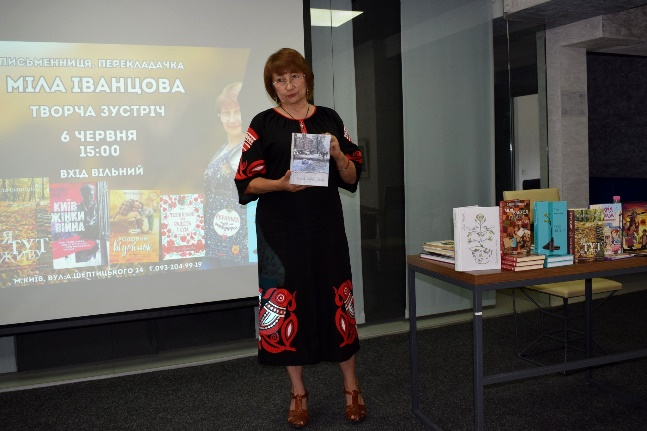 ПИСЬМЕННИЦЯ, ПЕРЕКЛАДАЧКА
МІЛА ІВАНЦОВА
ТВОРЧА ЗУСТРІЧ
6 ЧЕРВНЯ
15:00
ВХІД ВІЛЬНИЙ
Я
ТУТ
ЖИВУ
КИЇВ
ЖІНКИ
ВІЙНА
М.КИЇВ, ВУЛ.А.ШЕПТИЦЬКОГО 24 Т.093-204-99-19
ТУТ